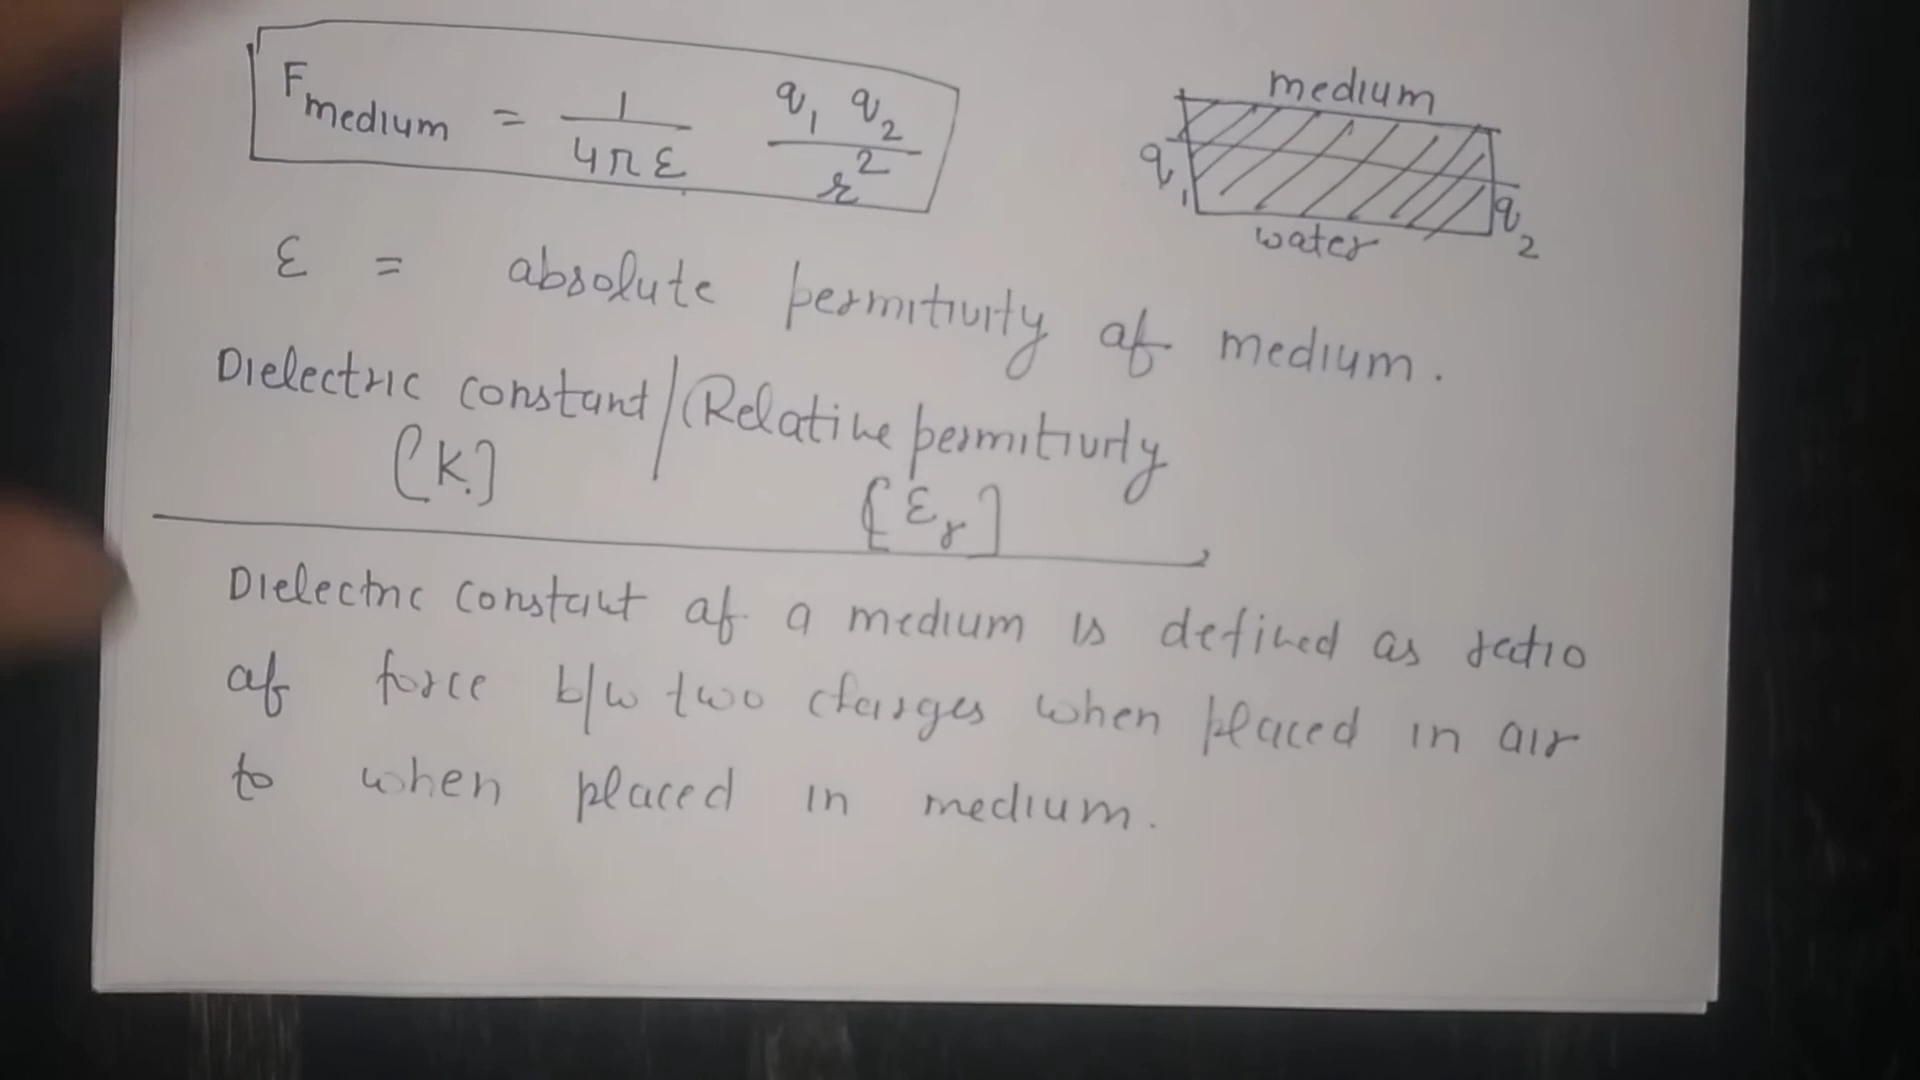 F medium = 1/4πε q1 q2/r²
medium
q1
q2
water
ε = absolute permitivity of medium.
Dielectric constant/(Relative permitivity
[K.]
[εr]
Dielectric constant of a medium is defined as ratio
of force b/w two charges when placed in air
to when placed in medium.